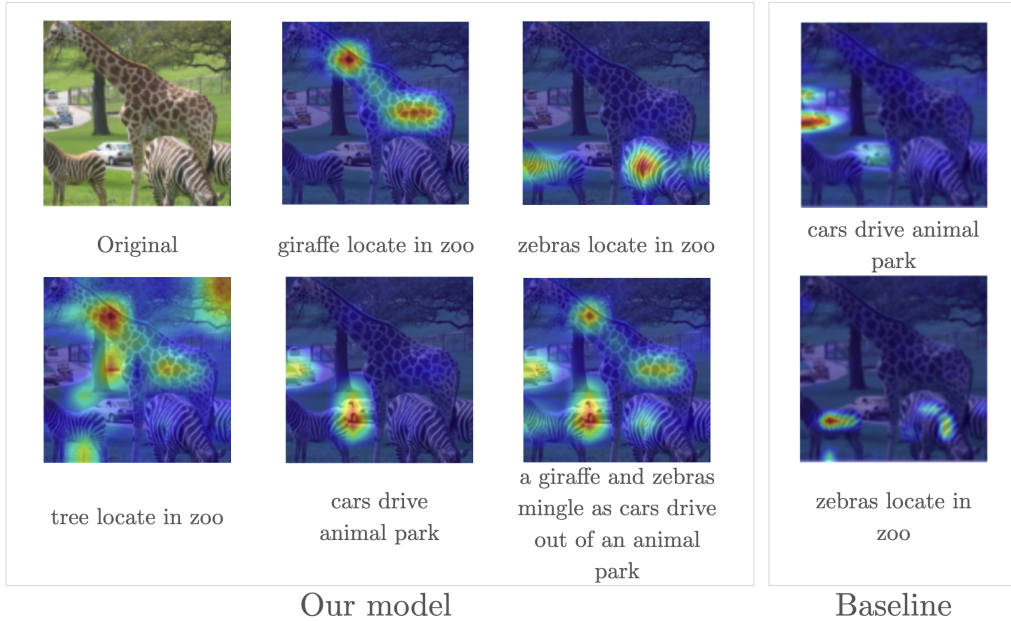 Original
giraffe locate in zoo
zebras locate in zoo
cars drive animal
park
tree locate in zoo
cars drive
animal park
a giraffe and zebras
mingle as cars drive
out of an animal
park
zebras locate in
zoo
Our model
Baseline